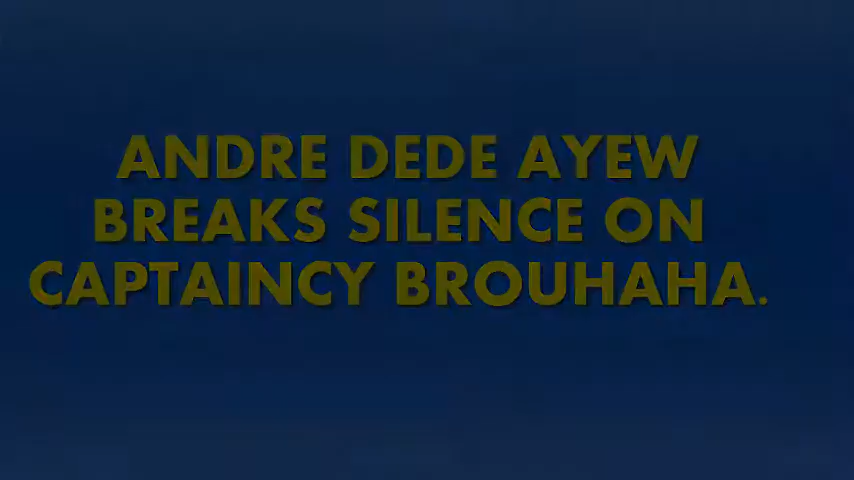 ANDRE DEDE AYEW
BREAKS SILENCE ON
CAPTAINCY BROUHAHA.